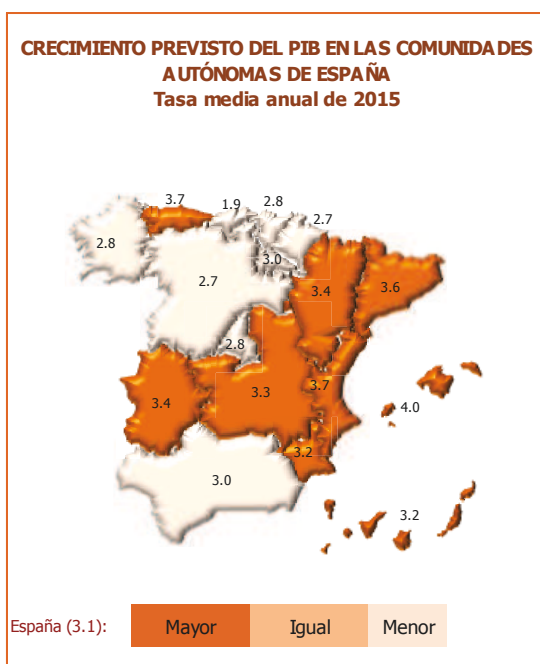 CRECIMIENTO PREVISTO DEL PIB EN LAS COMUNIDADES
AUTÓNOMAS DE ESPAÑA
Tasa media anual de 2015
3.7
1.9
2.8
2.7
2.8
3.0
2.7
3.4
3.6
2.8
3.7
3.4
3.3
4.0
3.2
3.0
3.2
España (3.1):
Mayor
Igual
Menor